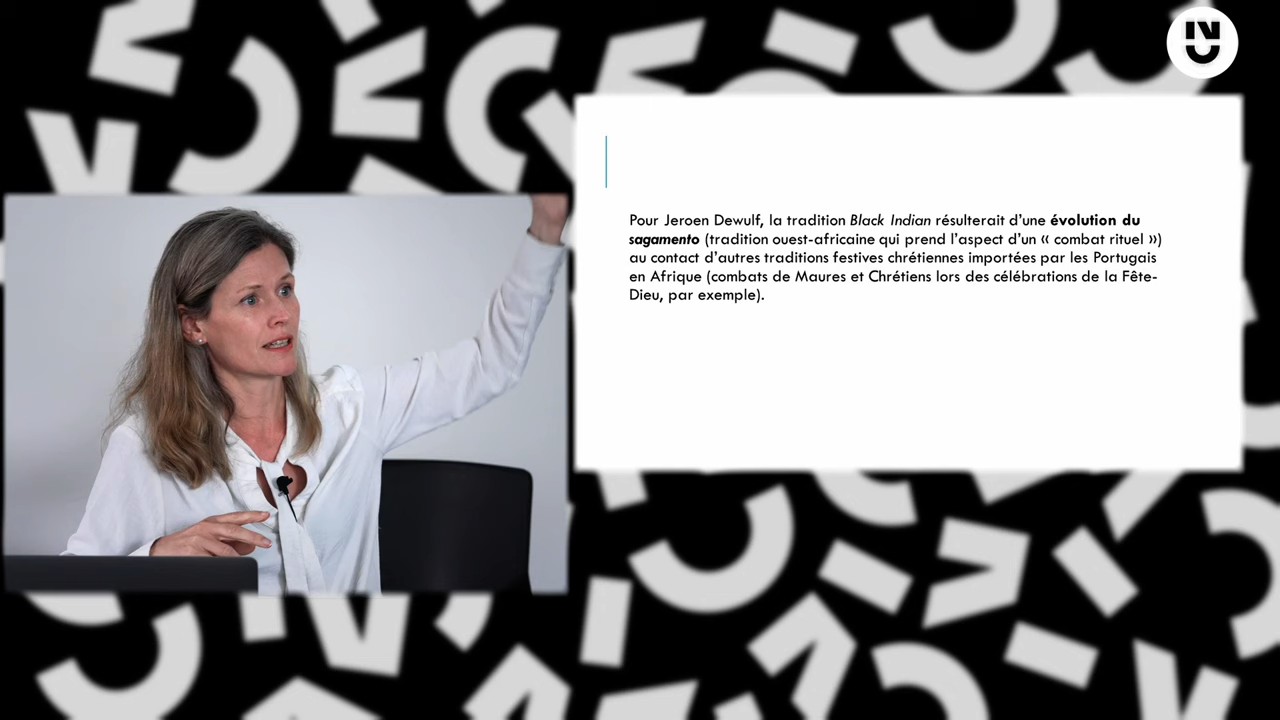 IN
U
Pour Jeroen Dewulf, la tradition Black Indian résulterait d'une évolution du
sagamento (tradition ouest-africaine qui prend l'aspect d'un « combat rituel »)
au contact d'autres traditions festives chrétiennes importées par les Portugais
en Afrique (combats de Maures et Chrétiens lors des célébrations de la Fête-
Dieu, par exemple).